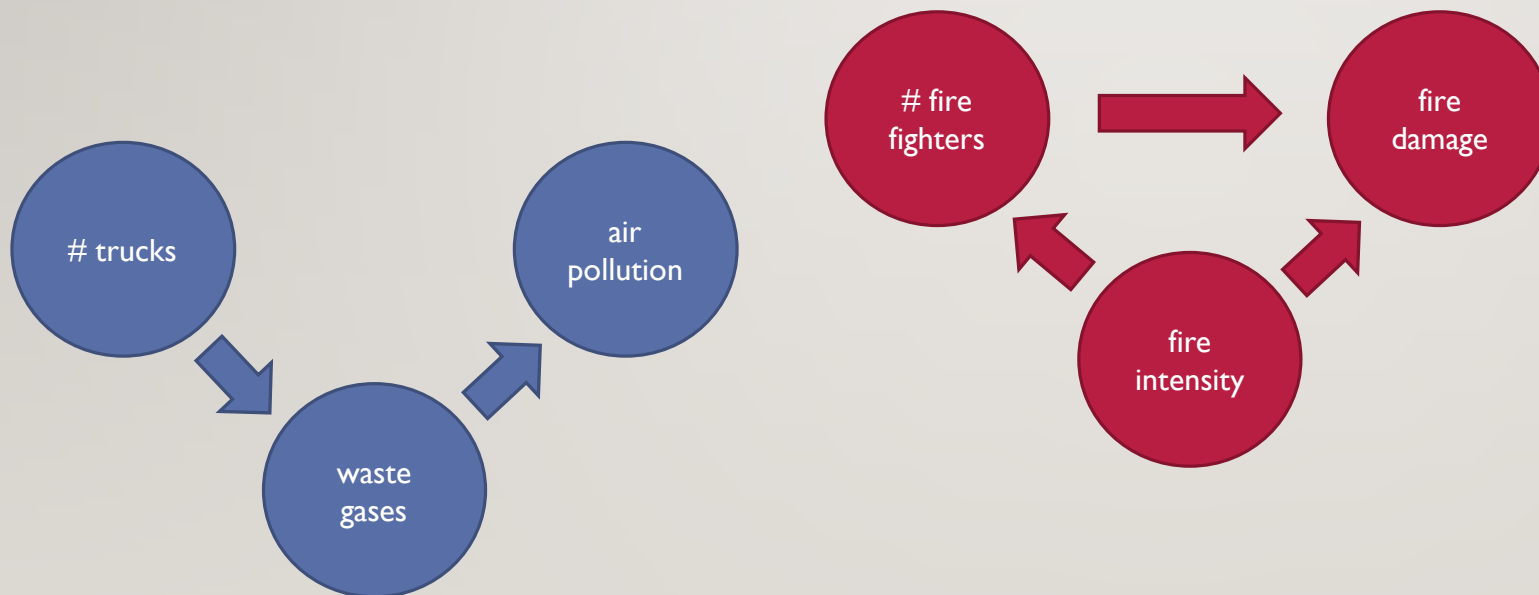 # trucks
waste
gases
air
pollution
# fire
fighters
fire
damage
fire
intensity